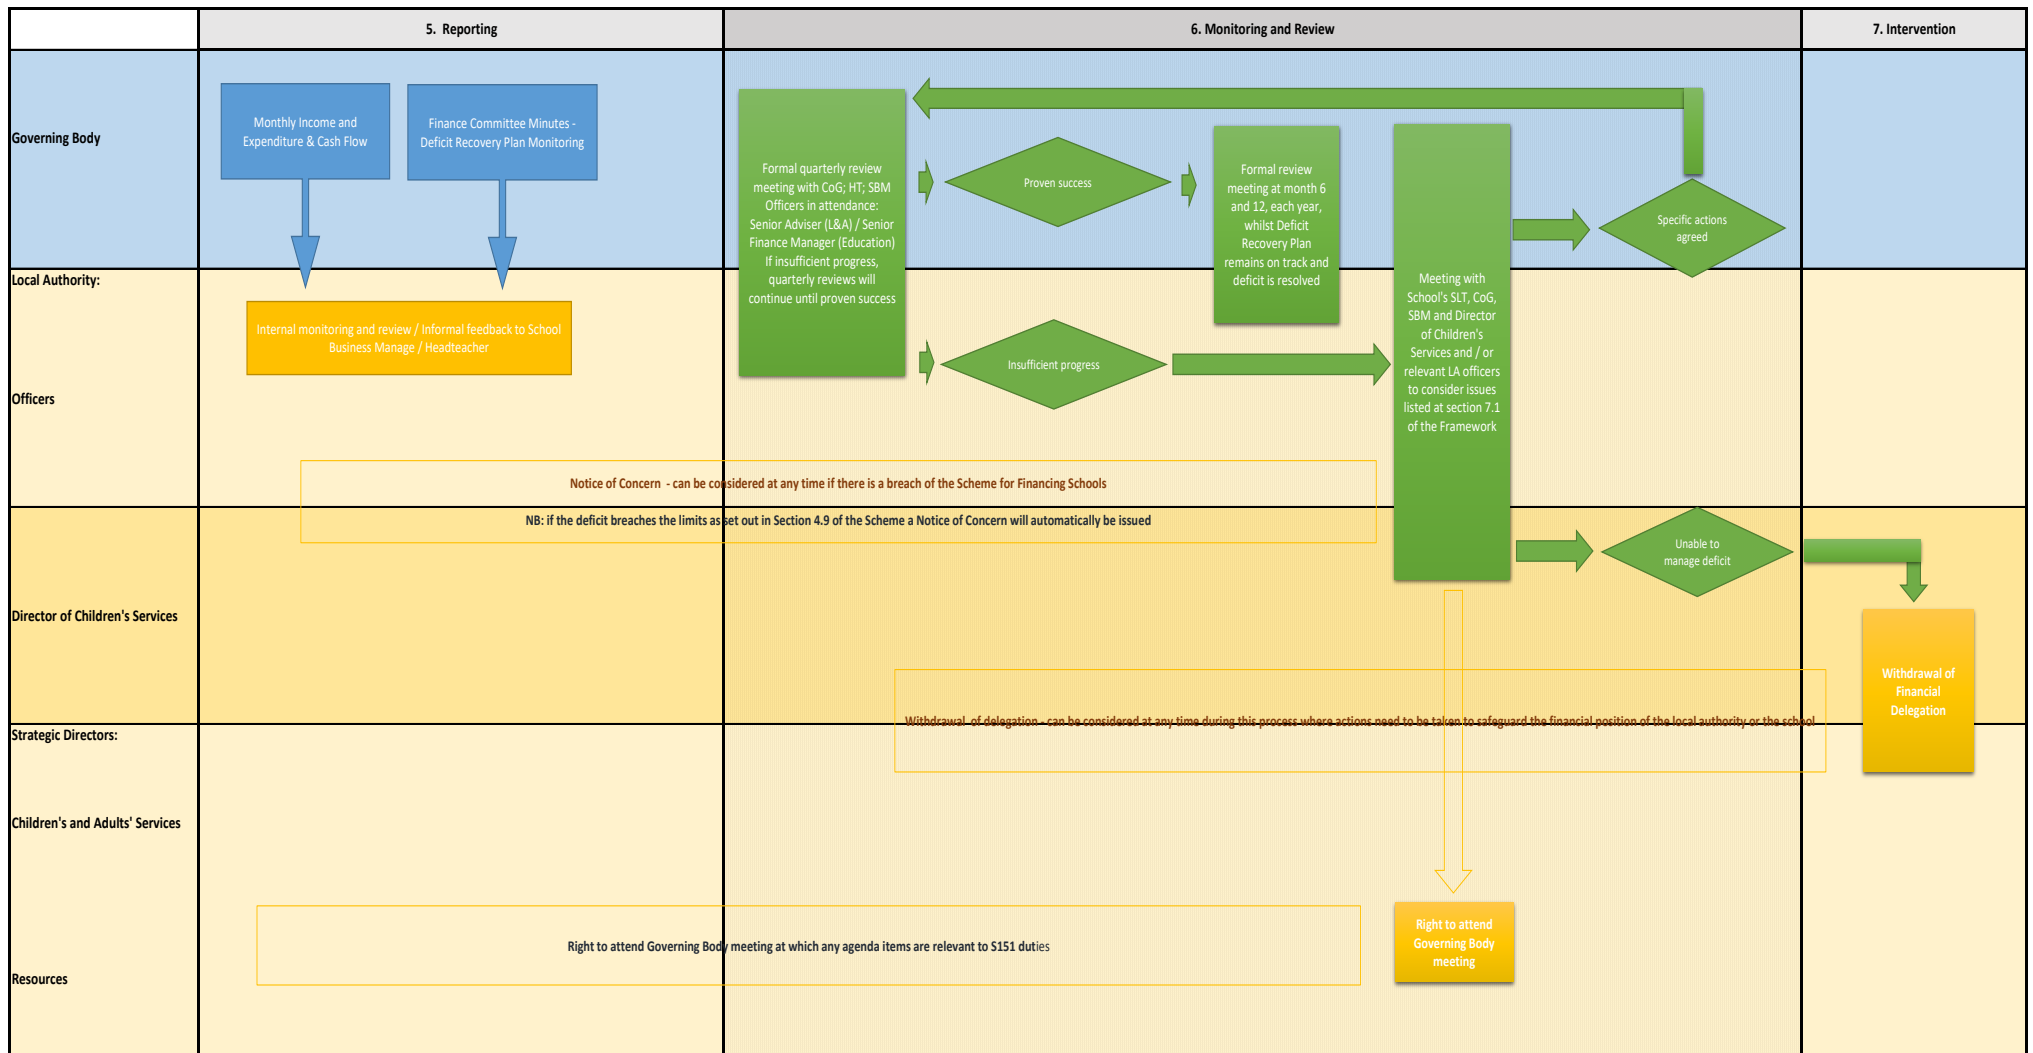 5. Reporting
6. Monitoring and Review
7. Intervention
Governing Body
Monthly Income and
Expenditure & Cash Flow
Finance Committee Minutes -
Deficit Recovery Plan Monitoring
Formal quarterly review
meeting with CoG; HT; SBM
Officers in attendance:
Senior Adviser (L&A) / Senior
Finance Manager (Education)
If insufficient progress,
quarterly reviews will
continue until proven success
Proven success
Formal review
meeting at month 6
and 12, each year,
whilst Deficit
Recovery Plan
remains on track and
deficit is resolved
Specific actions
agreed
Local Authority:
Officers
Internal monitoring and review / Informal feedback to School
Business Manage / Headteacher
Insufficient progress
Meeting with
School's SLT, CoG,
SBM and Director
of Children's
Services and / or
relevant LA officers
to consider issues
listed at section 7.1
of the Framework
Notice of Concern - can be considered at any time if there is a breach of the Scheme for Financing Schools
NB: if the deficit breaches the limits as set out in Section 4.9 of the Scheme a Notice of Concern will automatically be issued
Director of Children's Services
Unable to
manage deficit
Withdrawal of
Financial
Delegation
Withdrawal of delegation - can be considered at any time during this process where actions need to be taken to safeguard the financial position of the local authority or the school
Strategic Directors:
Children's and Adults' Services
Resources
Right to attend Governing Body meeting at which any agenda items are relevant to S151 duties
Right to attend
Governing Body
meeting